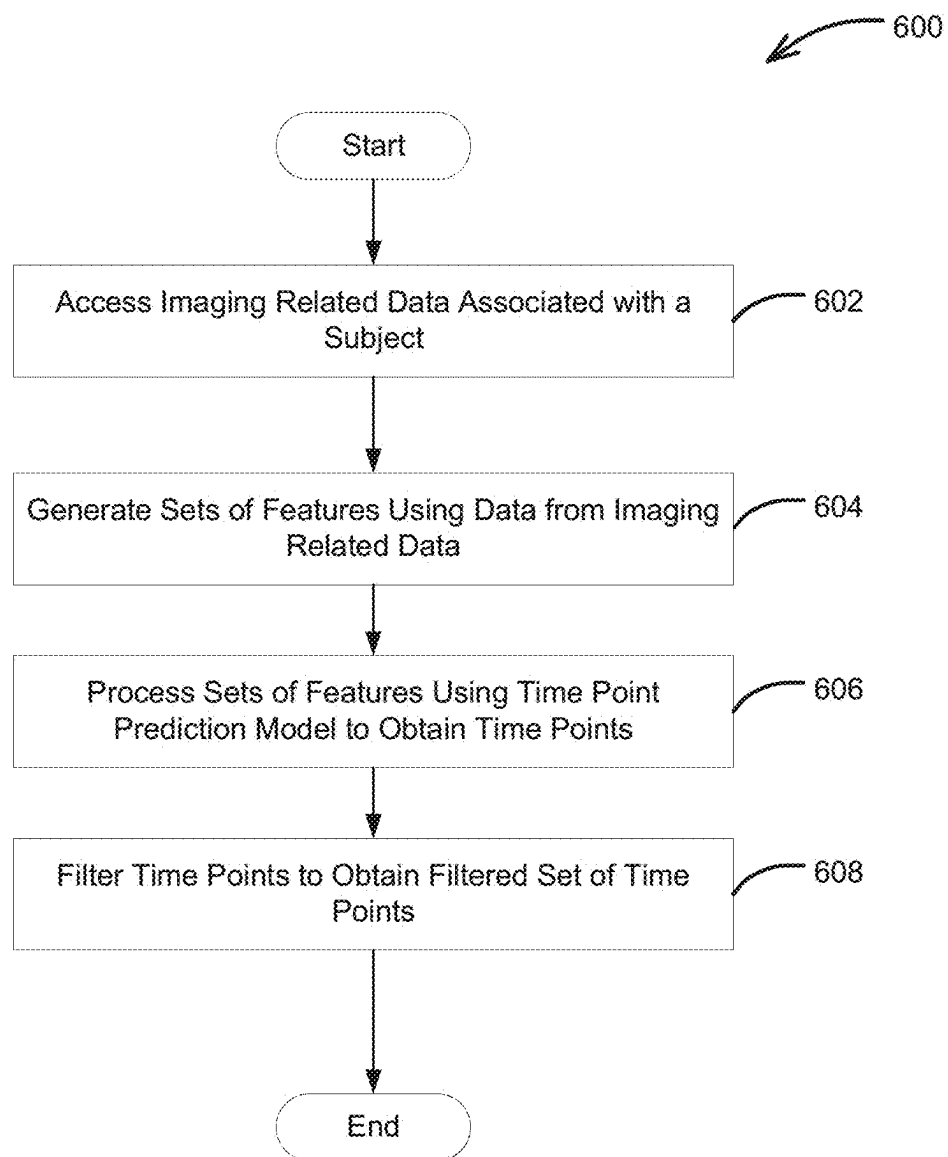 600
Start
Access Imaging Related Data Associated with a
Subject
602
Generate Sets of Features Using Data from Imaging
Related Data
604
Process Sets of Features Using Time Point
Prediction Model to Obtain Time Points
606
Filter Time Points to Obtain Filtered Set of Time
Points
608
End